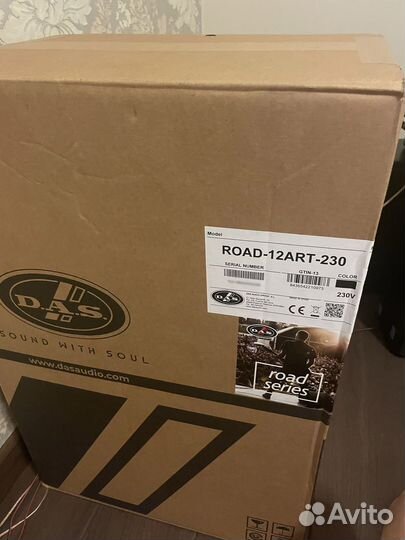 Model
ROAD-12ART-230
SERIAL NUMBER
GTIN-13
COLOR
230V
D.A.S.
D.A.S.
SOUND WITH SOUL
www.dasaudio.com
road
series
Avito